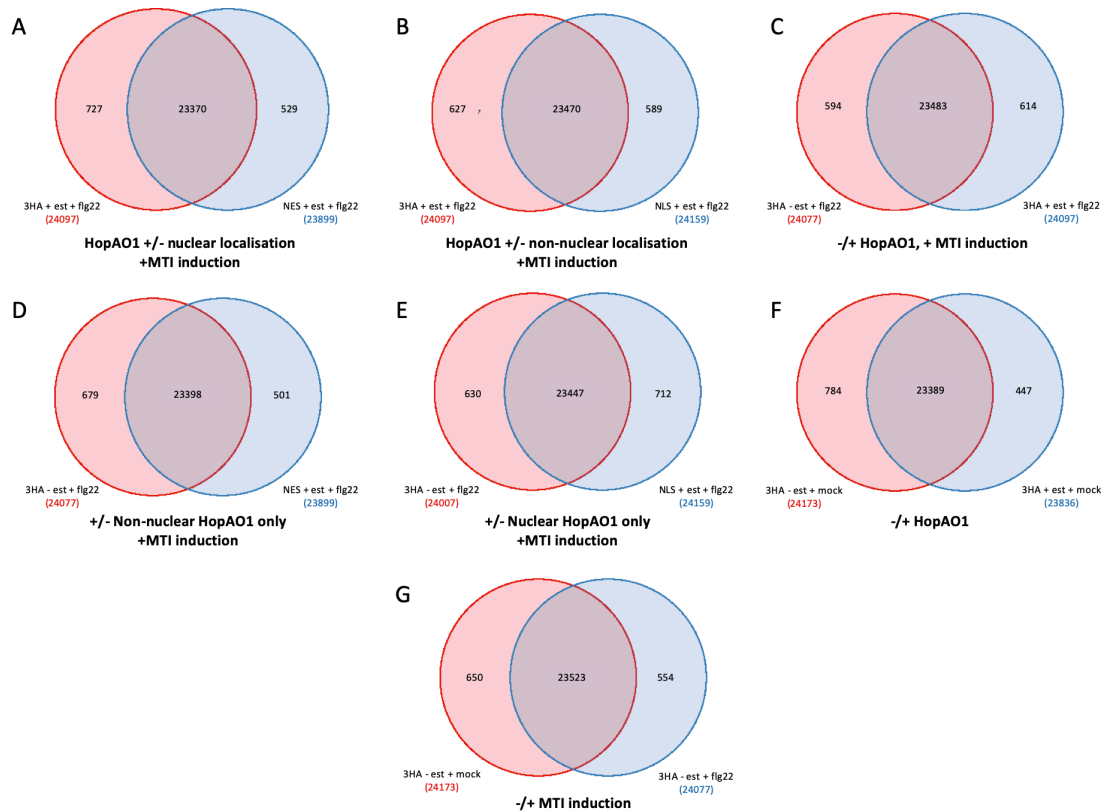 A
727
23370
529
3HA + est + flg22
(24097)
NES + est + flg22
(23899)
HopAO1 +/- nuclear localisation
+MTI induction
B
627
,
23470
589
3HA + est + flg22
(24097)
NLS + est + flg22
(24159)
HopAO1 +/- non-nuclear localisation
+MTI induction
C
594
23483
614
3HA - est + flg22
(24077)
3HA + est + flg22
(24097)
-/+ HopAO1, + MTI induction
D
679
23398
501
3HA - est + flg22
(24077)
NES + est + flg22
(23899)
+/- Non-nuclear HopAO1 only
+MTI induction
E
630
23447
712
3HA - est + flg22
(24007)
NLS + est + flg22
(24159)
+/- Nuclear HopAO1 only
+MTI induction
F
784
23389
447
3HA - est + mock
(24173)
3HA + est + mock
(23836)
-/+ HopAO1
G
650
23523
554
3HA - est + mock
(24173)
3HA - est + flg22
(24077)
-/+ MTI induction